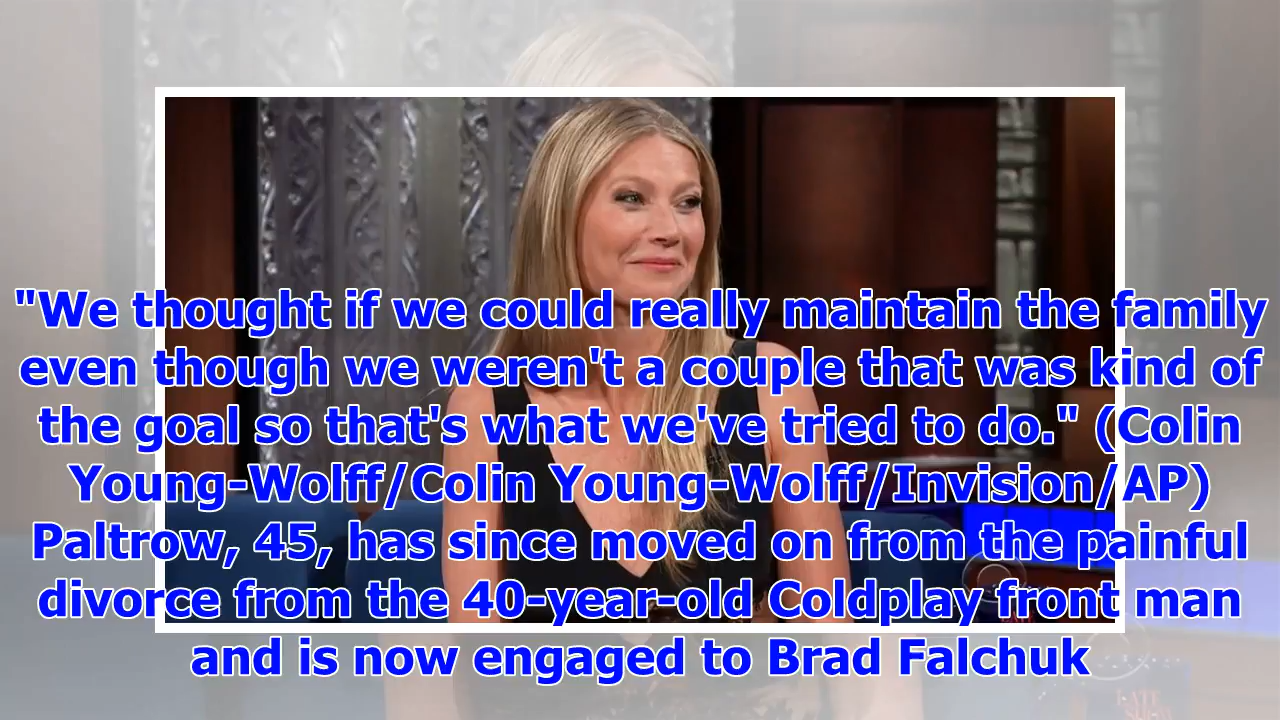 "We thought if we could really maintain the family
even though we weren't a couple that was kind of
the goal so that's what we've tried to do." (Colin
Young-Wolff/Colin Young-Wolff/Invision/AP)
Paltrow, 45, has since moved on from the painful
divorce from the 40-year-old Coldplay front man
and is now engaged to Brad Falchuk
LATE
SHOW